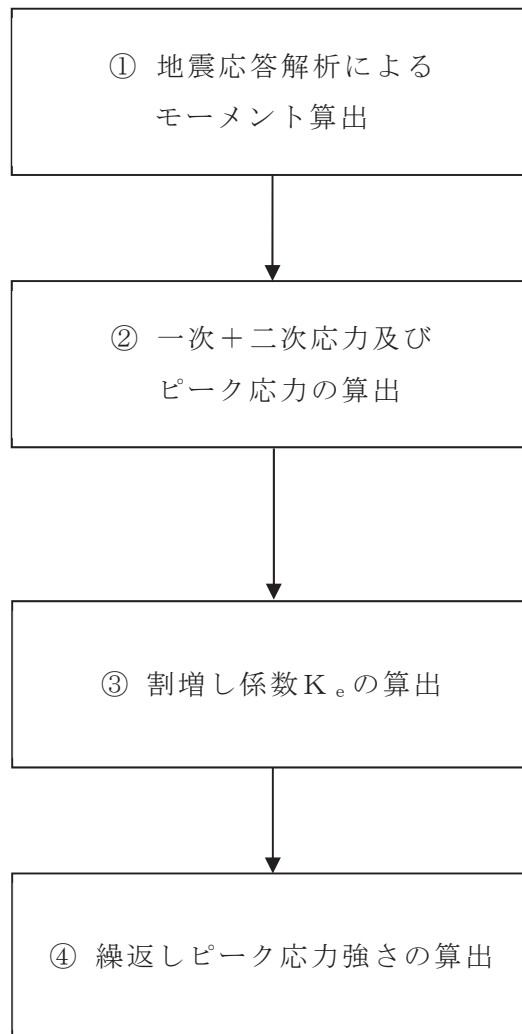 ① 地震応答解析による
モーメント算出
② 一次＋二次応力及び
ピーク応力の算出
③ 割増し係数Ｋｅの算出
④ 繰返しピーク応力強さの算出